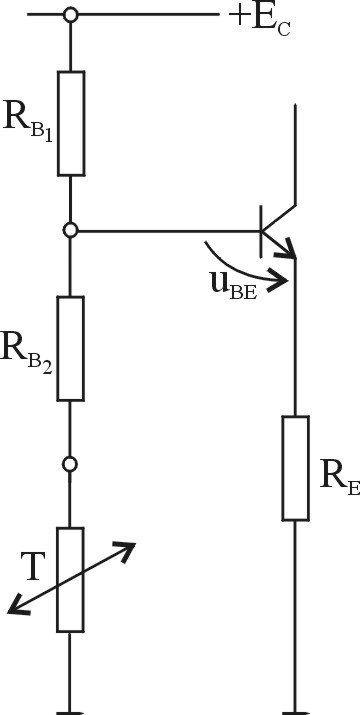 +E_C
R_B1
u_BE
R_B2
R_E
T